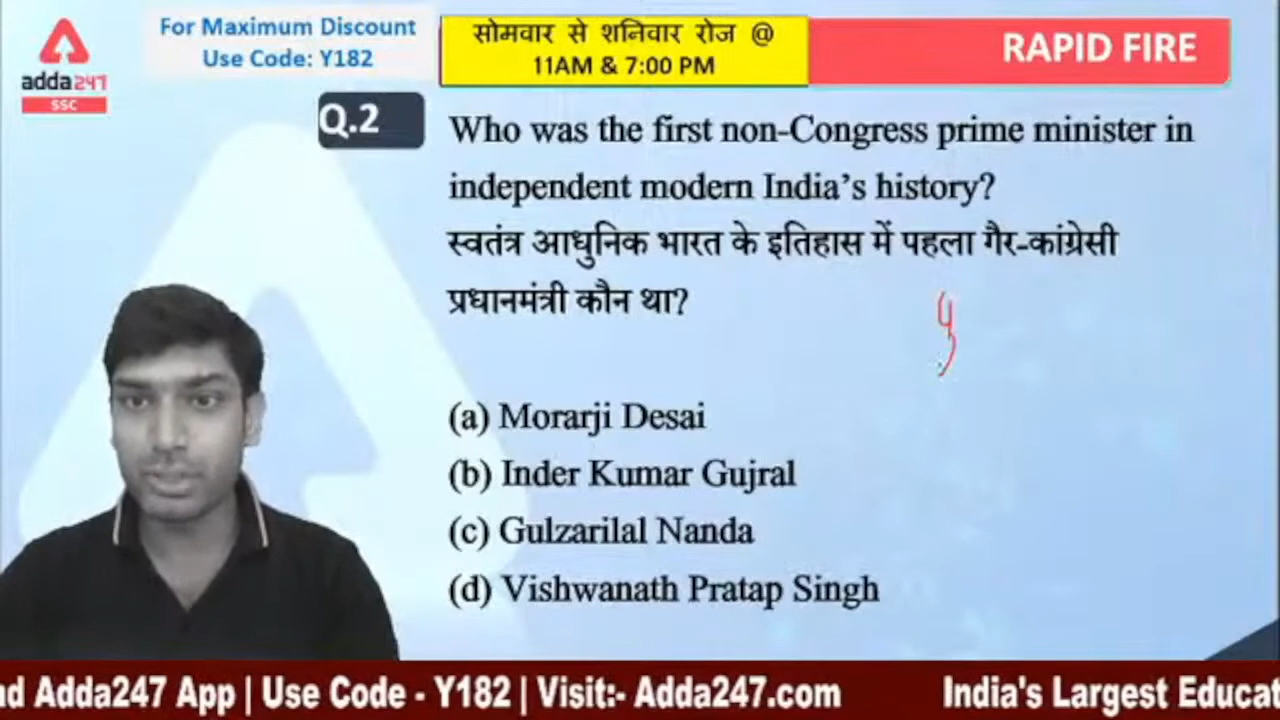 adda247
SSC
For Maximum Discount
Use Code: Y182
सोमवार से शनिवार रोज @
11AM & 7:00 PM
RAPID FIRE
Q.2
Who was the first non-Congress prime minister in
independent modern India's history?
स्वतंत्र आधुनिक भारत के इतिहास में पहला गैर-कांग्रेसी
प्रधानमंत्री कौन था?
(a) Morarji Desai
(b) Inder Kumar Gujral
(c) Gulzarilal Nanda
(d) Vishwanath Pratap Singh
Adda247 App | Use Code - Y182 | Visit:- Adda247.com India's Largest